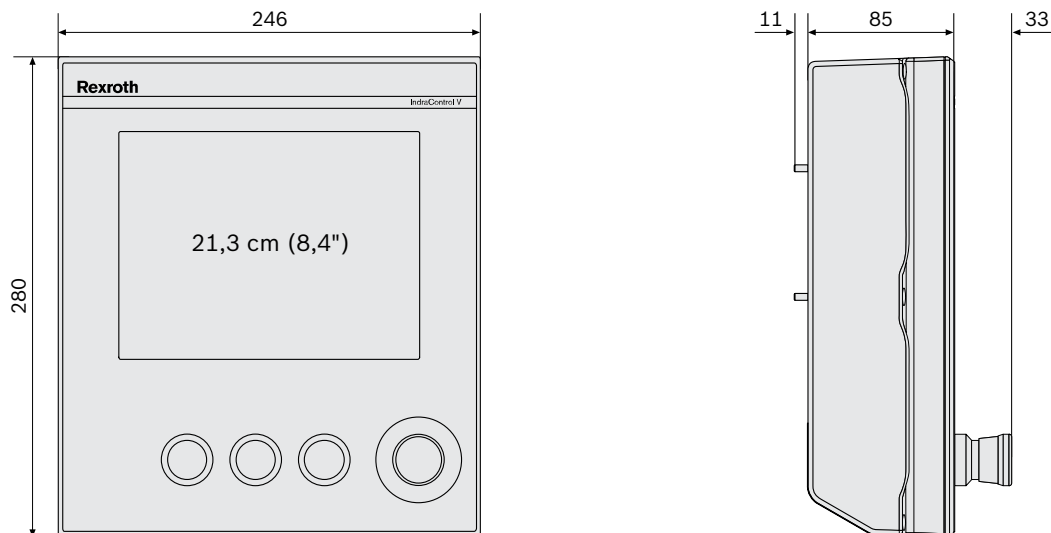 246
11
85
33
Rexroth
IndraControl V
21,3 cm (8,4")
280